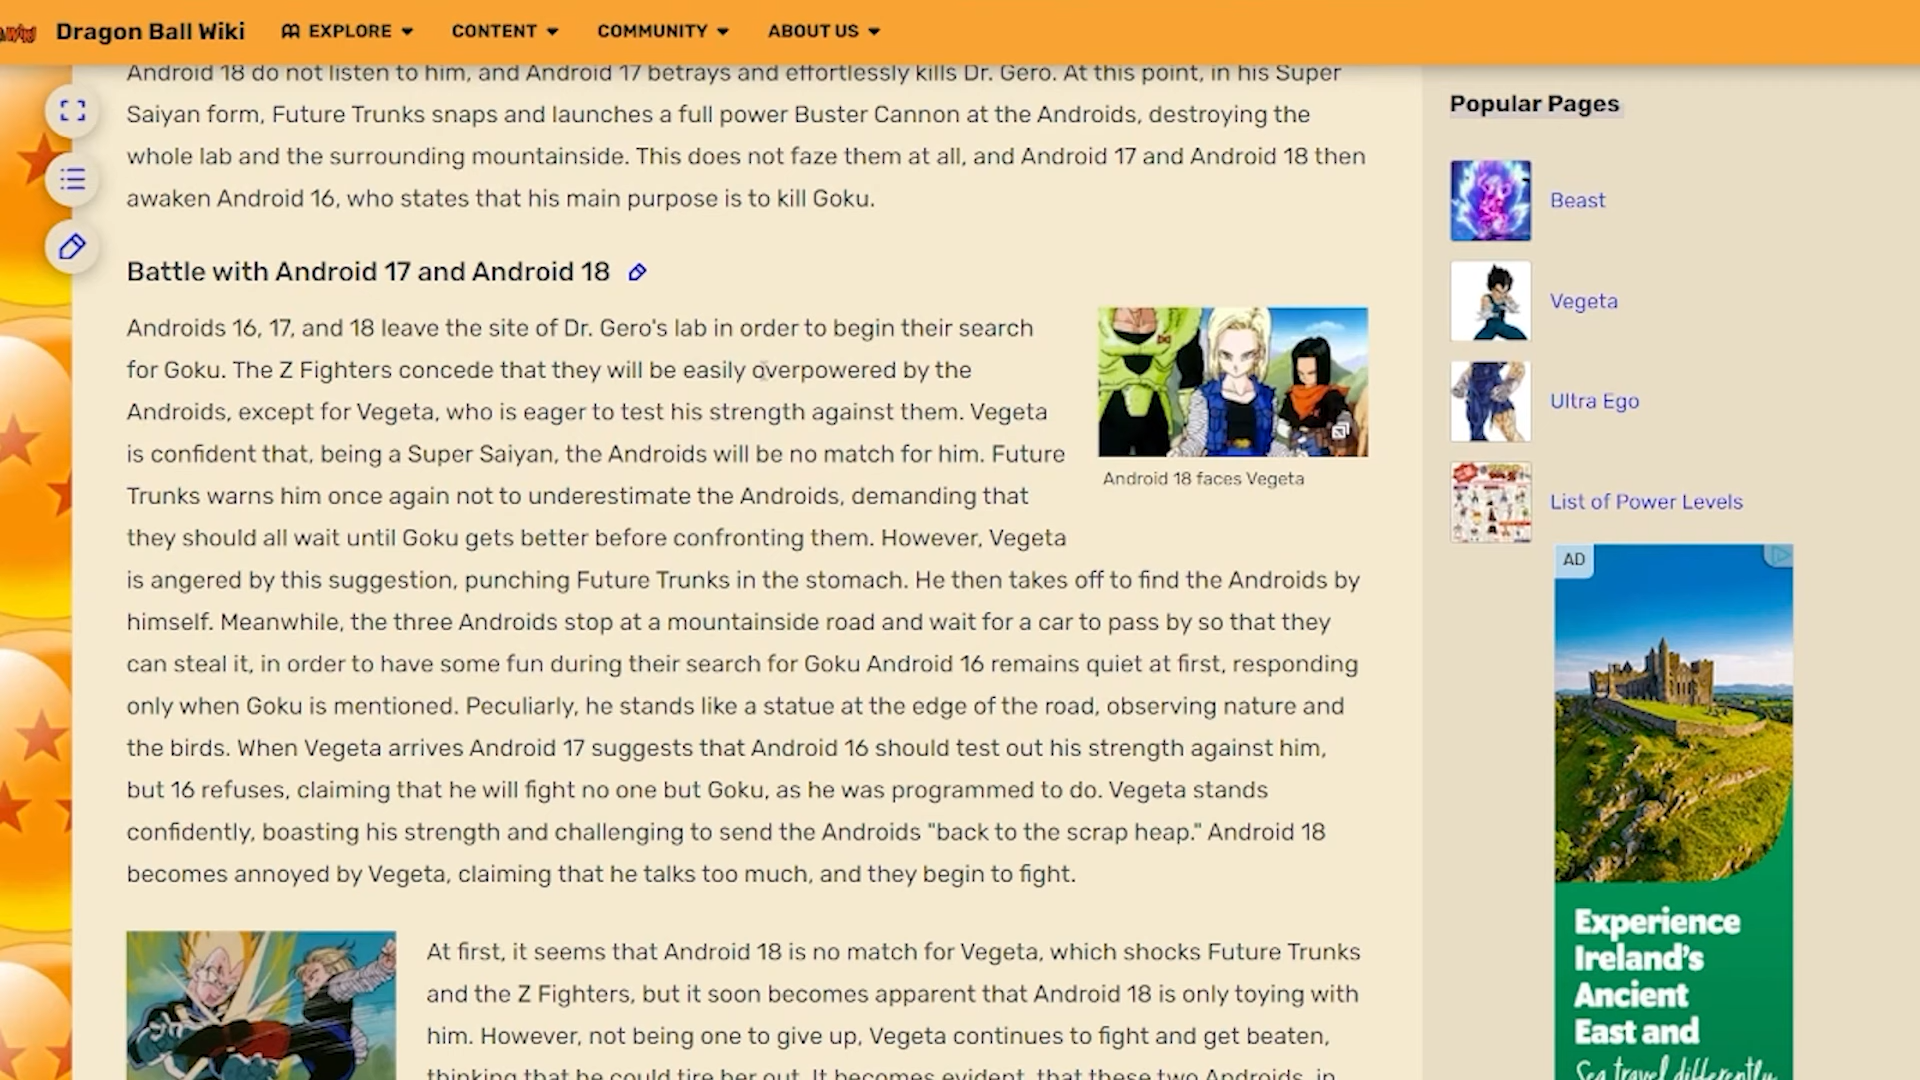 Dragon Ball Wiki
EXPLORE
CONTENT
COMMUNITY
ABOUT US
Android 18 do not listen to him, and Android 17 betrays and effortlessly kills Dr. Gero. At this point, in his Super
Saiyan form, Future Trunks snaps and launches a full power Buster Cannon at the Androids, destroying the
whole lab and the surrounding mountainside. This does not faze them at all, and Android 17 and Android 18 then
awaken Android 16, who states that his main purpose is to kill Goku.
Battle with Android 17 and Android 18
Androids 16, 17, and 18 leave the site of Dr. Gero's lab in order to begin their search
for Goku. The Z Fighters concede that they will be easily overpowered by the
Androids, except for Vegeta, who is eager to test his strength against them. Vegeta
is confident that, being a Super Saiyan, the Androids will be no match for him. Future
Trunks warns him once again not to underestimate the Androids, demanding that
they should all wait until Goku gets better before confronting them. However, Vegeta
is angered by this suggestion, punching Future Trunks in the stomach. He then takes off to find the Androids by
himself. Meanwhile, the three Androids stop at a mountainside road and wait for a car to pass by so that they
can steal it, in order to have some fun during their search for Goku Android 16 remains quiet at first, responding
only when Goku is mentioned. Peculiarly, he stands like a statue at the edge of the road, observing nature and
the birds. When Vegeta arrives Android 17 suggests that Android 16 should test out his strength against him,
but 16 refuses, claiming that he will fight no one but Goku, as he was programmed to do. Vegeta stands
confidently, boasting his strength and challenging to send the Androids "back to the scrap heap." Android 18
becomes annoyed by Vegeta, claiming that he talks too much, and they begin to fight.
Android 18 faces Vegeta
At first, it seems that Android 18 is no match for Vegeta, which shocks Future Trunks
and the Z Fighters, but it soon becomes apparent that Android 18 is only toying with
him. However, not being one to give up, Vegeta continues to fight and get beaten,
thinking that he could tire her out. It becomes evident, that these two Androids, in
Popular Pages
Beast
Vegeta
Ultra Ego
List of Power Levels
AD
Experience
Ireland's
Ancient
East and
Sea travel differently